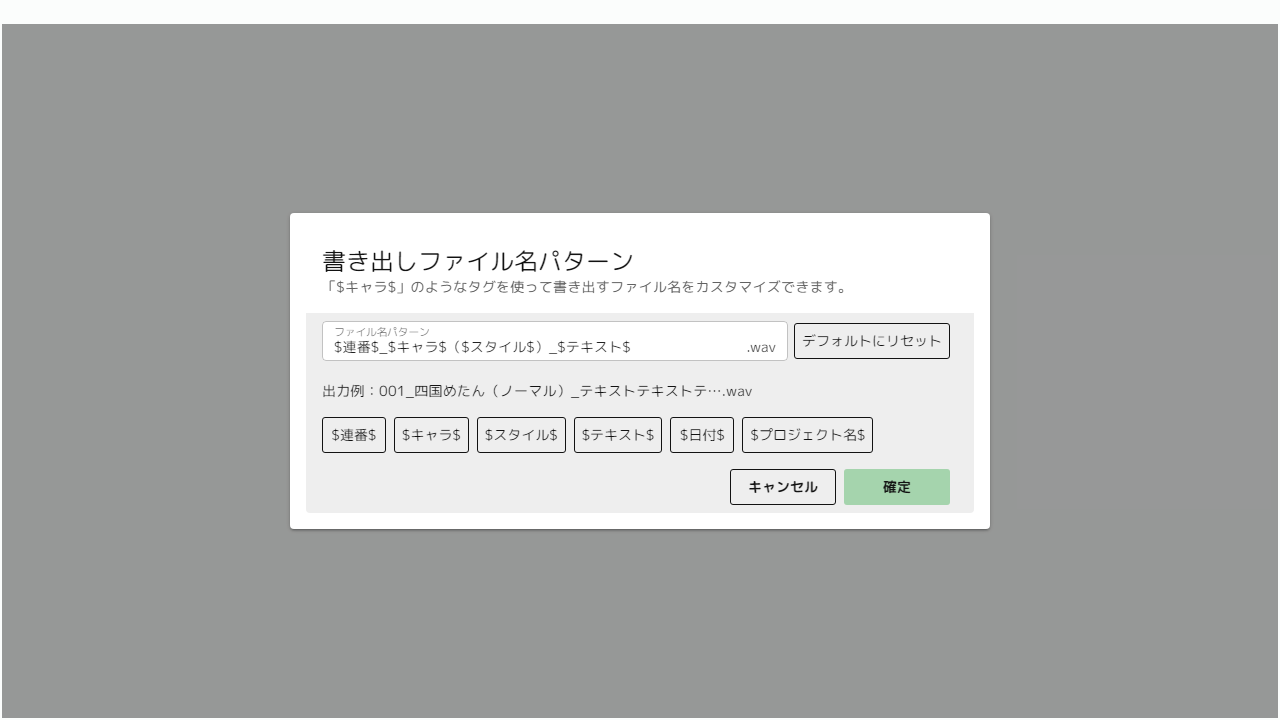 書き出しファイル名パターン
「$キャラ$」のようなタグを使って書き出すファイル名をカスタマイズできます。
ファイル名パターン
$連番$_$キャラ$（$スタイル$）_$テキスト$ .wav
デフォルトにリセット
出力例：001_四国めたん（ノーマル）_テキストテキストテ….wav
$連番$ $キャラ$ $スタイル$ $テキスト$ $日付$ $プロジェクト名$
キャンセル 確定